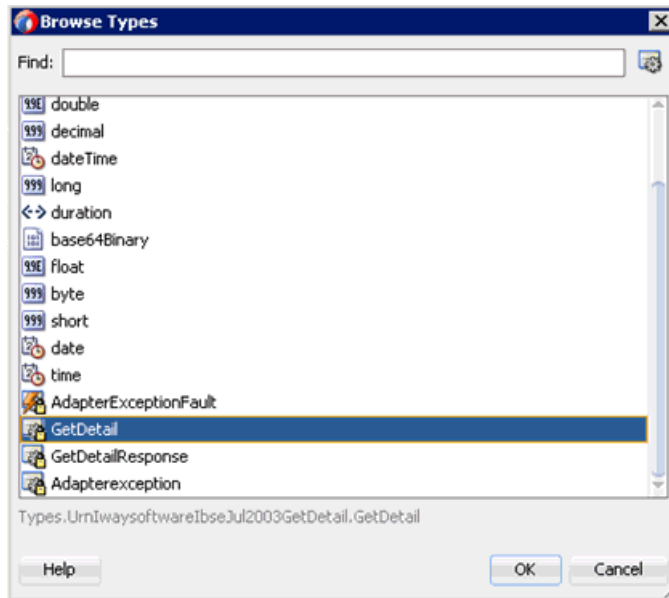 Browse Types
Find:
double
decimal
dateTime
long
duration
base64Binary
float
byte
short
date
time
AdapterExceptionFault
GetDetail
GetDetailResponse
Adapterexception
Types.UrnIwaysoftwareIbseJul2003GetDetail.GetDetail
Help OK Cancel